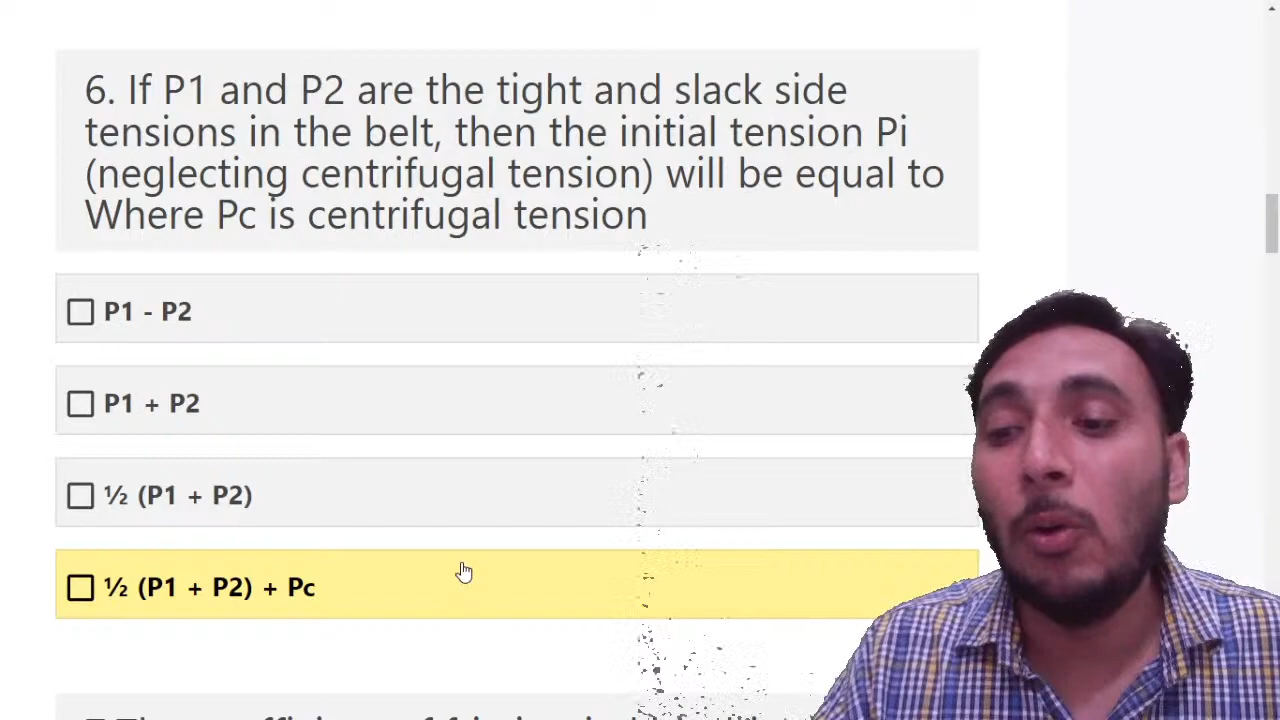 6. If P1 and P2 are the tight and slack side
tensions in the belt, then the initial tension Pi
(neglecting centrifugal tension) will be equal to
Where Pc is centrifugal tension
P1 - P2
P1 + P2
½ (P1 + P2)
½ (P1 + P2) + Pc